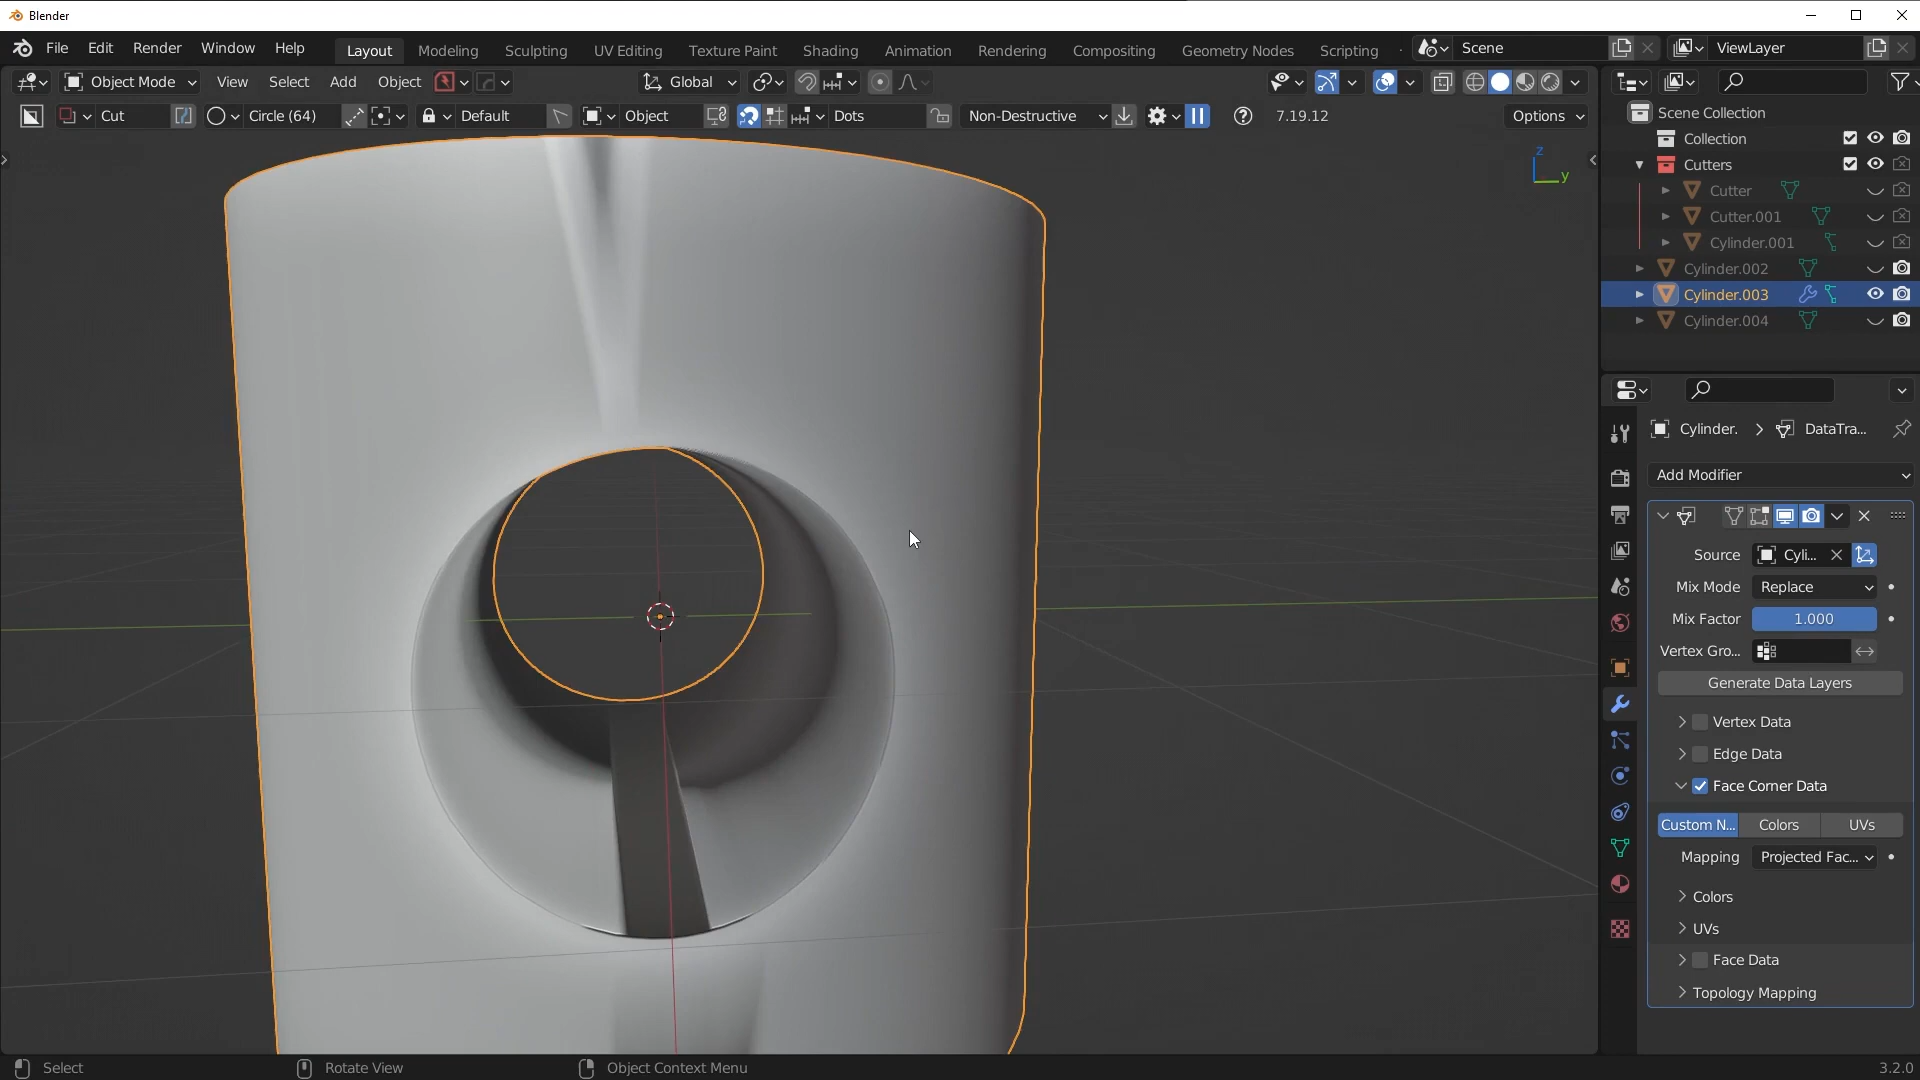 Blender
File Edit Render Window Help Layout Modeling Sculpting UV Editing Texture Paint Shading Animation Rendering Compositing Geometry Nodes Scripting Scene ViewLayer
Object Mode View Select Add Object Global
Cut Circle (64) Default Object Dots Non-Destructive 7.19.12 Options
z
y
Scene Collection
Collection
Cutters
Cutter
Cutter.001
Cylinder.001
Cylinder.002
Cylinder.003
Cylinder.004
Cylinder. DataTra...
Add Modifier
Source Cyli...
Mix Mode Replace
Mix Factor 1.000
Vertex Gro...
Generate Data Layers
Vertex Data
Edge Data
Face Corner Data
Custom N... Colors UVs
Mapping Projected Fac...
Colors
UVs
Face Data
Topology Mapping
Select Rotate View Object Context Menu 3.2.0